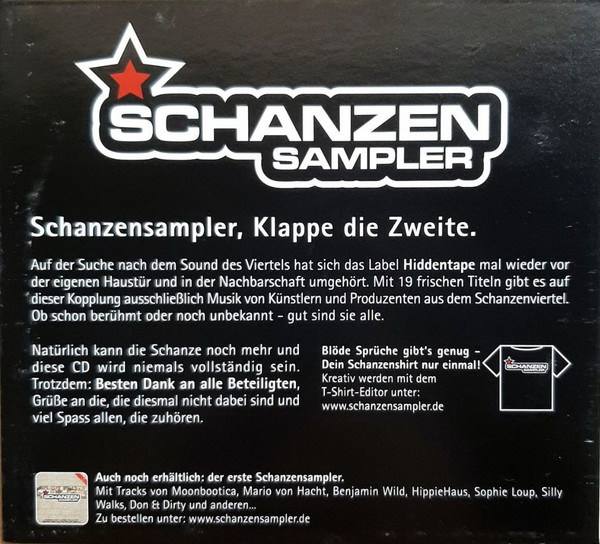 SCHANZEN
SAMPLER
Schanzensampler, Klappe die Zweite.
Auf der Suche nach dem Sound des Viertels hat sich das Label Hiddentape mal wieder vor
der eigenen Haustür und in der Nachbarschaft umgehört. Mit 19 frischen Titeln gibt es auf
dieser Kopplung ausschließlich Musik von Künstlern und Produzenten aus dem Schanzenviertel.
Ob schon berühmt oder noch unbekannt - gut sind sie alle.
Natürlich kann die Schanze noch mehr und
diese CD wird niemals vollständig sein.
Trotzdem: Besten Dank an alle Beteiligten,
Grüße an die, die diesmal nicht dabei sind und
viel Spass allen, die zuhören.
Blöde Sprüche gibt's genug -
Dein Schanzenshirt nur einmal!
Kreativ werden mit dem
T-Shirt-Editor unter:
www.schanzensampler.de
SCHANZEN
SAMPLER
SCHANZEN
SAMPLER
Auch noch erhältlich: der erste Schanzensampler.
Mit Tracks von Moonbootica, Mario von Hacht, Benjamin Wild, HippieHaus, Sophie Loup, Silly
Walks, Don & Dirty und anderen...
Zu bestellen unter: www.schanzensampler.de